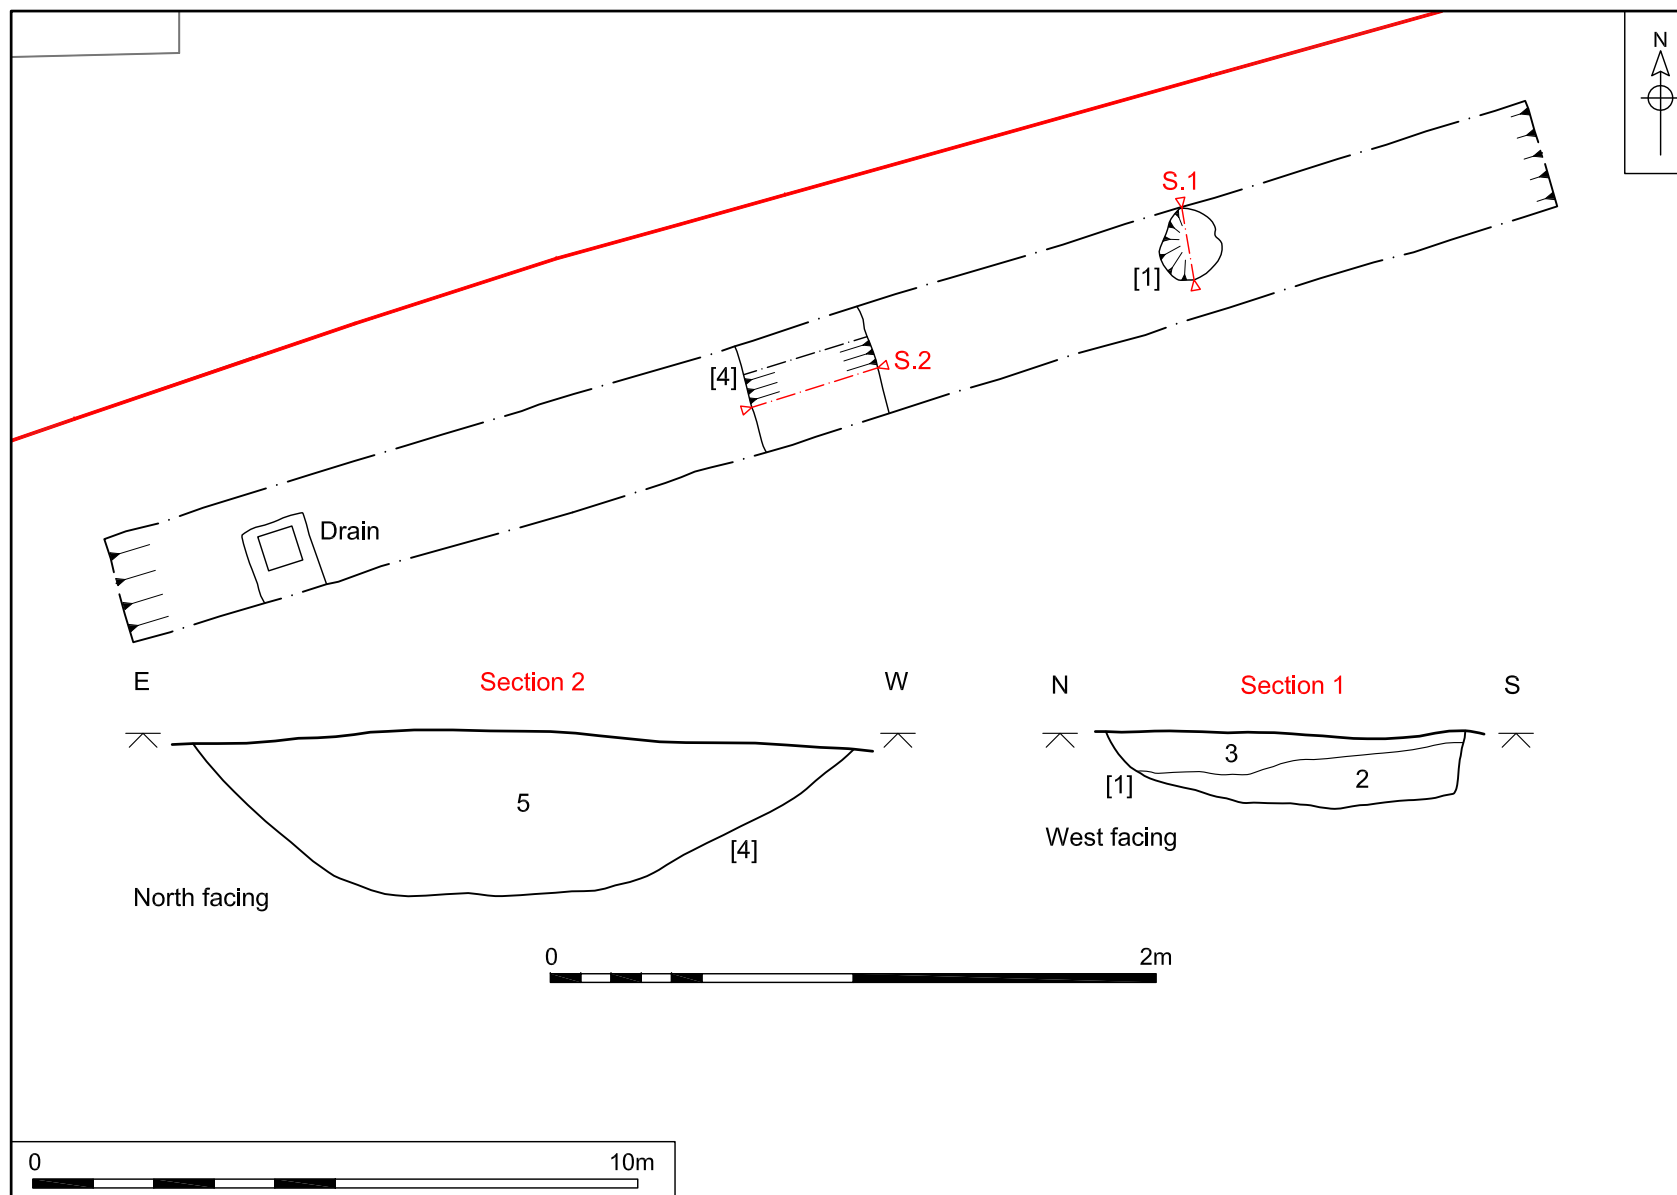 N
S.1
[1]
S.2
[4]
Drain
E
Section 2
W
N
Section 1
S
3
2
[1]
5
[4]
West facing
North facing
0
2m
0
10m